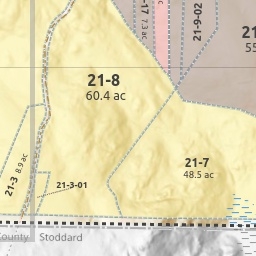 -17
7.3 ac
21-9-02
21
55
21-8
60.4 ac
21-7
48.5 ac
21-3
8.9 ac
21-3-01
County
Stoddard